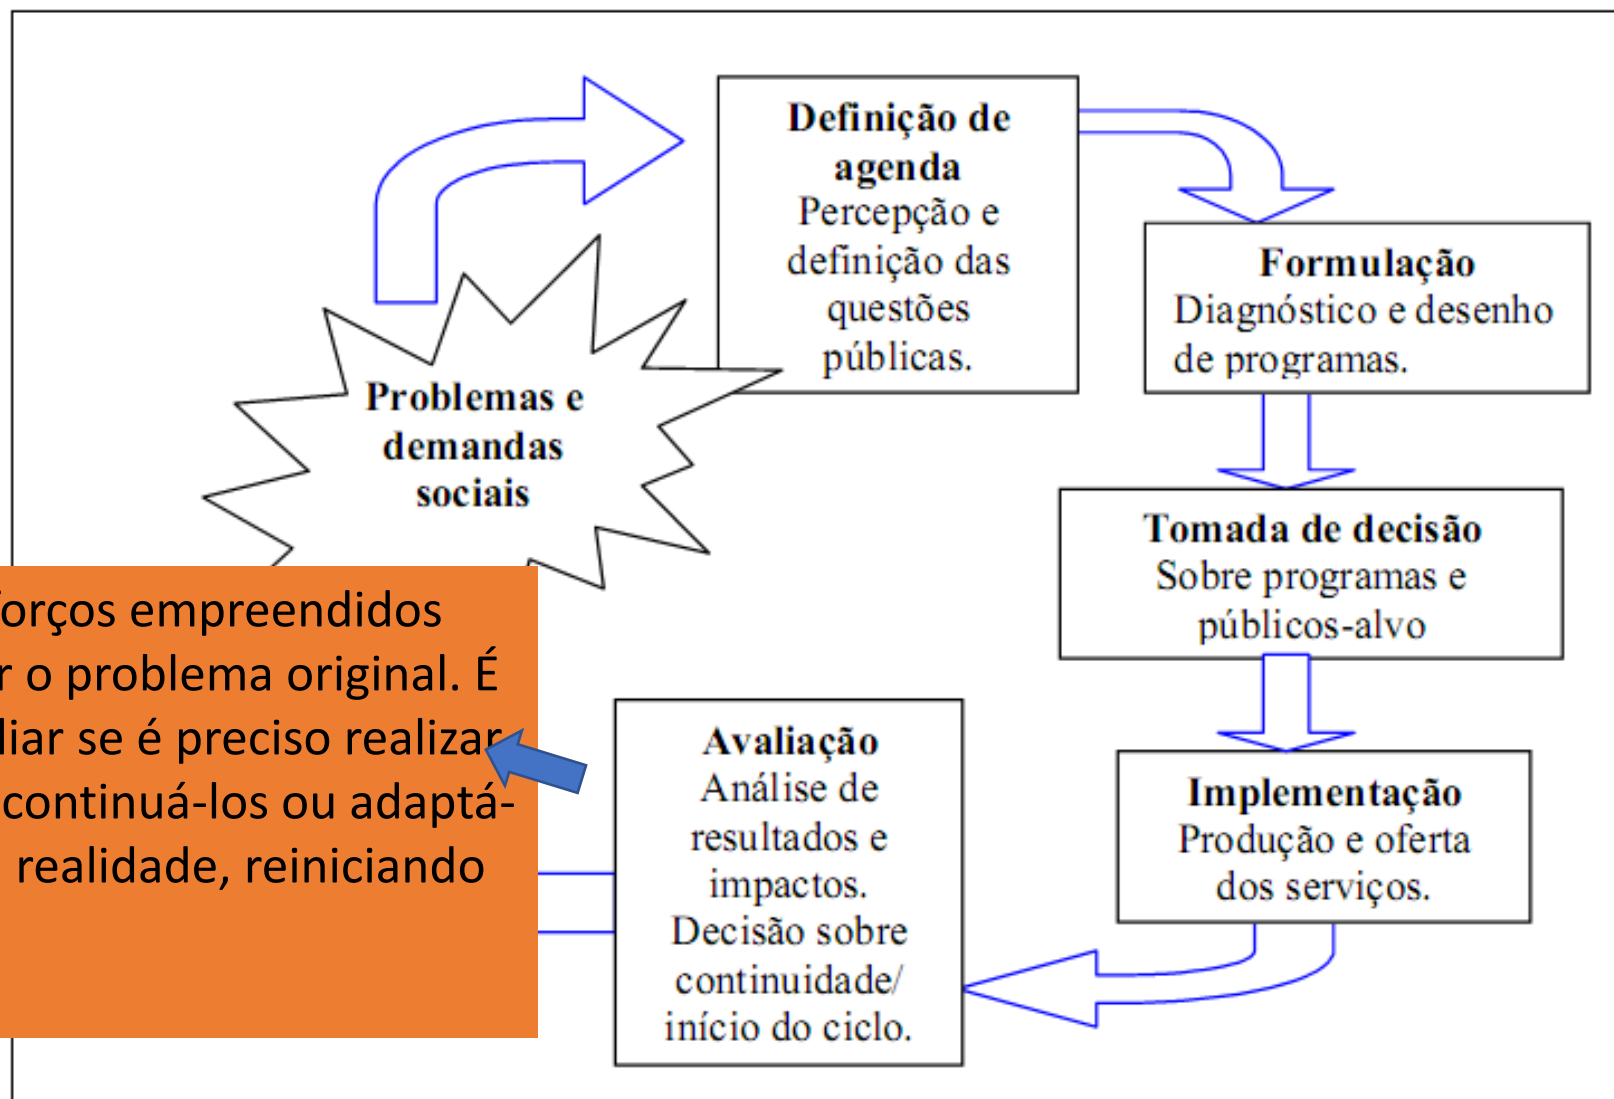 Definição de
agenda
Percepção e
definição das
questões
públicas.
Formulação
Diagnóstico e desenho
de programas.
Problemas e
demandas
sociais
Tomada de decisão
Sobre programas e
públicos-alvo
Implementação
Produção e oferta
dos serviços.
Avaliação
Análise de
resultados e
impactos.
Decisão sobre
continuidade/
início do ciclo.
orços empreendidos
r o problema original. É
liar se é preciso realizar
continuá-los ou adaptá-
realidade, reiniciando